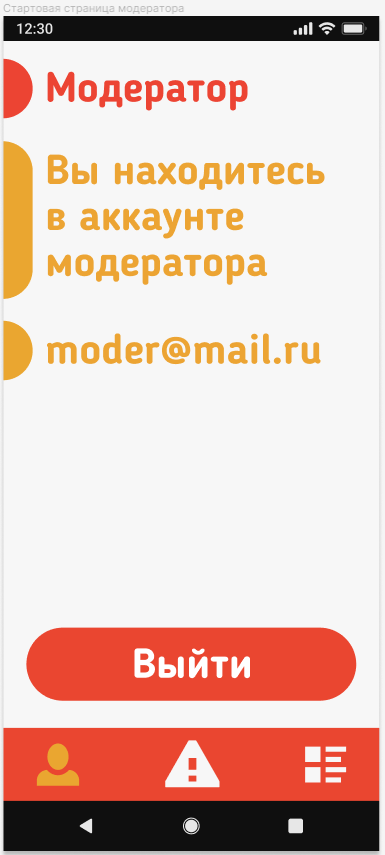 Стартовая страница модератора
12:30
Модератор
Вы находитесь
в аккаунте
модератора
moder@mail.ru
Выйти